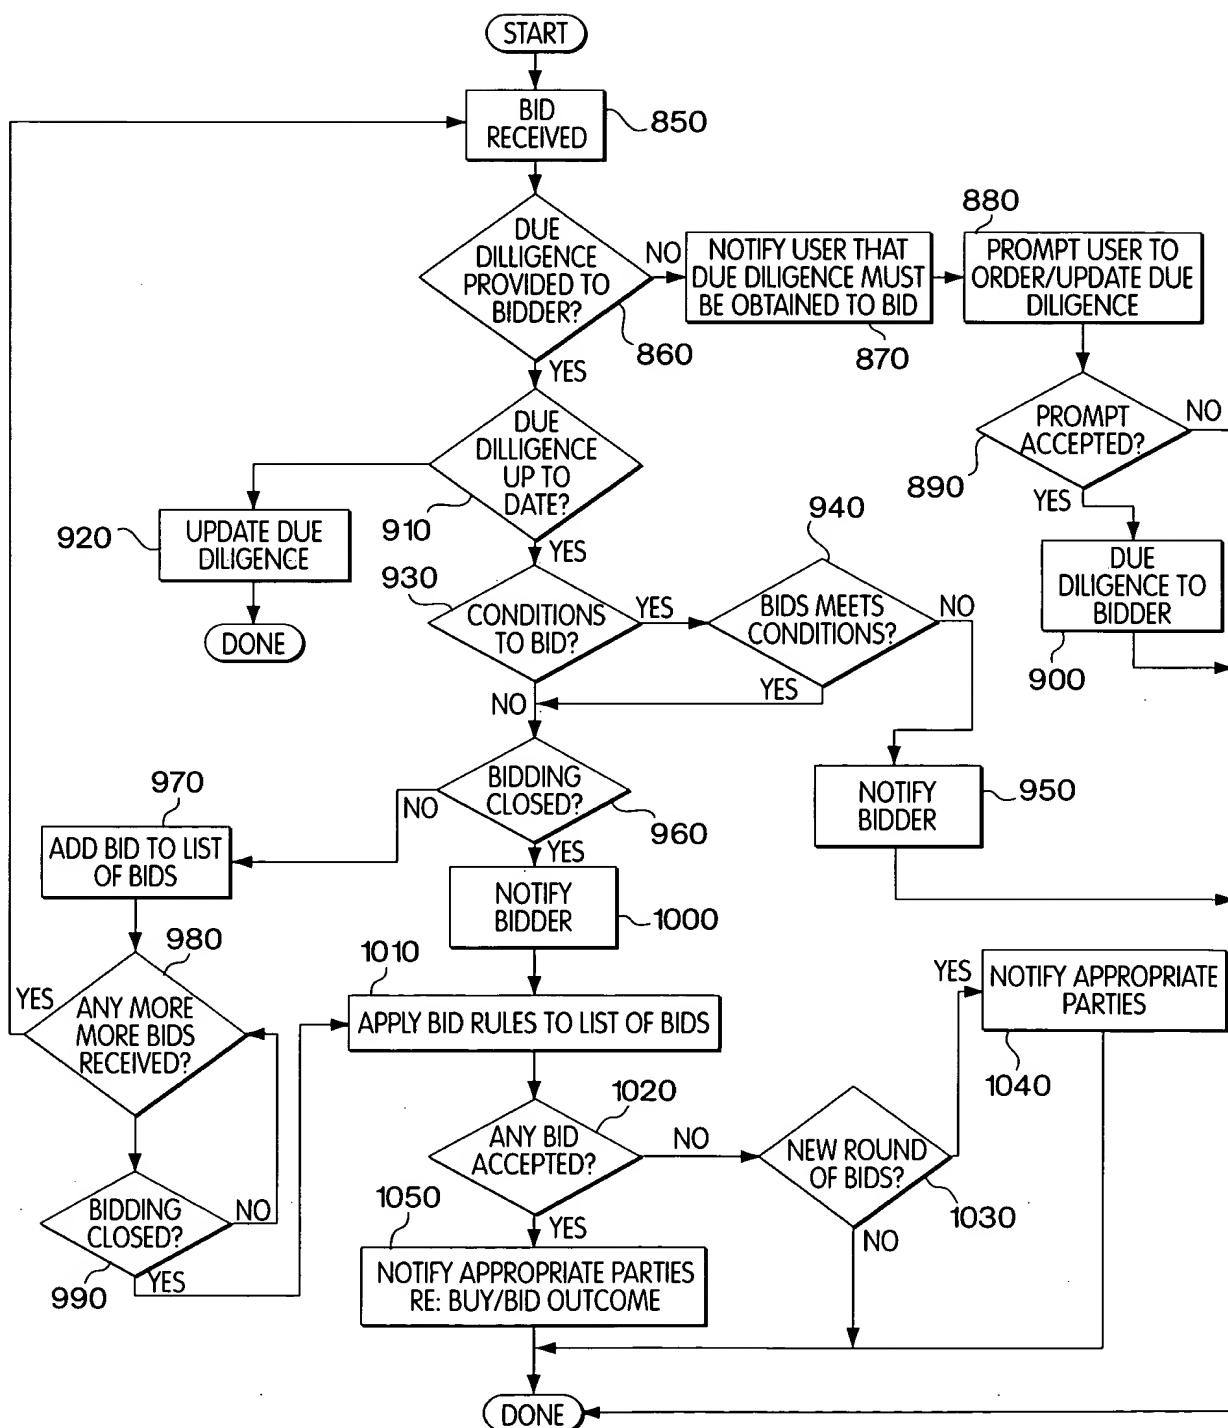 START
BID
RECEIVED
850
DUE
DILLIGENCE
PROVIDED TO
BIDDER?
860
NO
NOTIFY USER THAT
DUE DILIGENCE MUST
BE OBTAINED TO BID
870
880
PROMPT USER TO
ORDER/UPDATE DUE
DILIGENCE
YES
PROMPT
ACCEPTED?
NO
890
YES
DUE
DILIGENCE TO
BIDDER
900
DUE
DILLIGENCE
UP TO
DATE?
910
920
UPDATE DUE
DILIGENCE
DONE
YES
930
CONDITIONS
TO BID?
YES
940
BIDS MEETS
CONDITIONS?
NO
YES
NO
NOTIFY
BIDDER
950
BIDDING
CLOSED?
960
NO
970
ADD BID TO LIST
OF BIDS
YES
NOTIFY
BIDDER
1000
980
YES
ANY MORE
MORE BIDS
RECEIVED?
BIDDING
CLOSED?
NO
990
YES
1010
APPLY BID RULES TO LIST OF BIDS
1020
ANY BID
ACCEPTED?
NO
NEW ROUND
OF BIDS?
1030
YES
NOTIFY APPROPRIATE
PARTIES
1040
NO
1050
YES
NOTIFY APPROPRIATE PARTIES
RE: BUY/BID OUTCOME
DONE